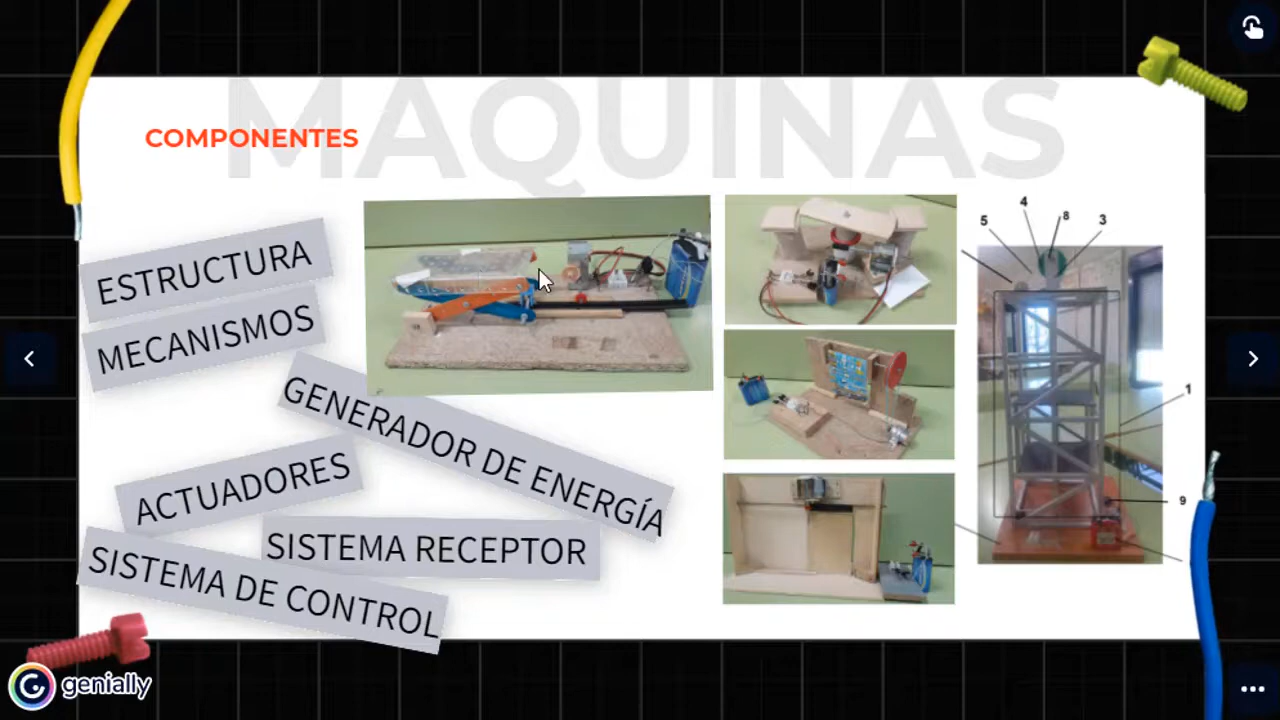 MAQUINAS
COMPONENTES
ESTRUCTURA
MECANISMOS
GENERADOR DE ENERGÍA
ACTUADORES
SISTEMA RECEPTOR
SISTEMA DE CONTROL
4
5
8
3
1
9
genially